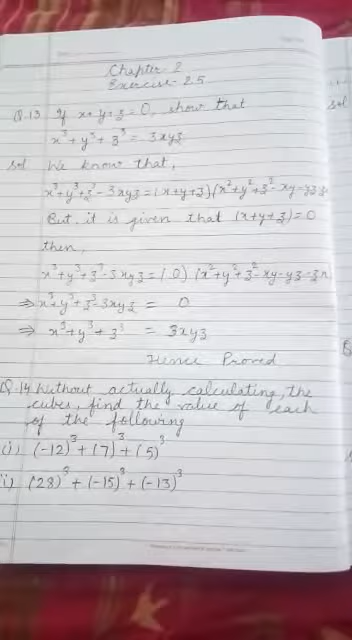 Chapter 2
Exercise 2.5
Q.13 If x+y+z=0, show that
x³+y³+z³ = 3xyz
Sol We know that,
x³+y³+z³-3xyz=(x+y+z)(x²+y²+z²-xy-yz-z
But it is given that (x+y+z)=0
then,
x³+y³+z³-3xyz=(0)(x²+y²+z²-xy-yz-zx
⇒x³+y³+z³-3xyz = 0
⇒ x³+y³+z³ = 3xyz
Hence Proved
Q.14 Without actually calculating the
cubes, find the value of each
of the following
(i) (-12)³+(7)³+(5)³
ii) (28)³+(-15)³+(-13)³
Sol